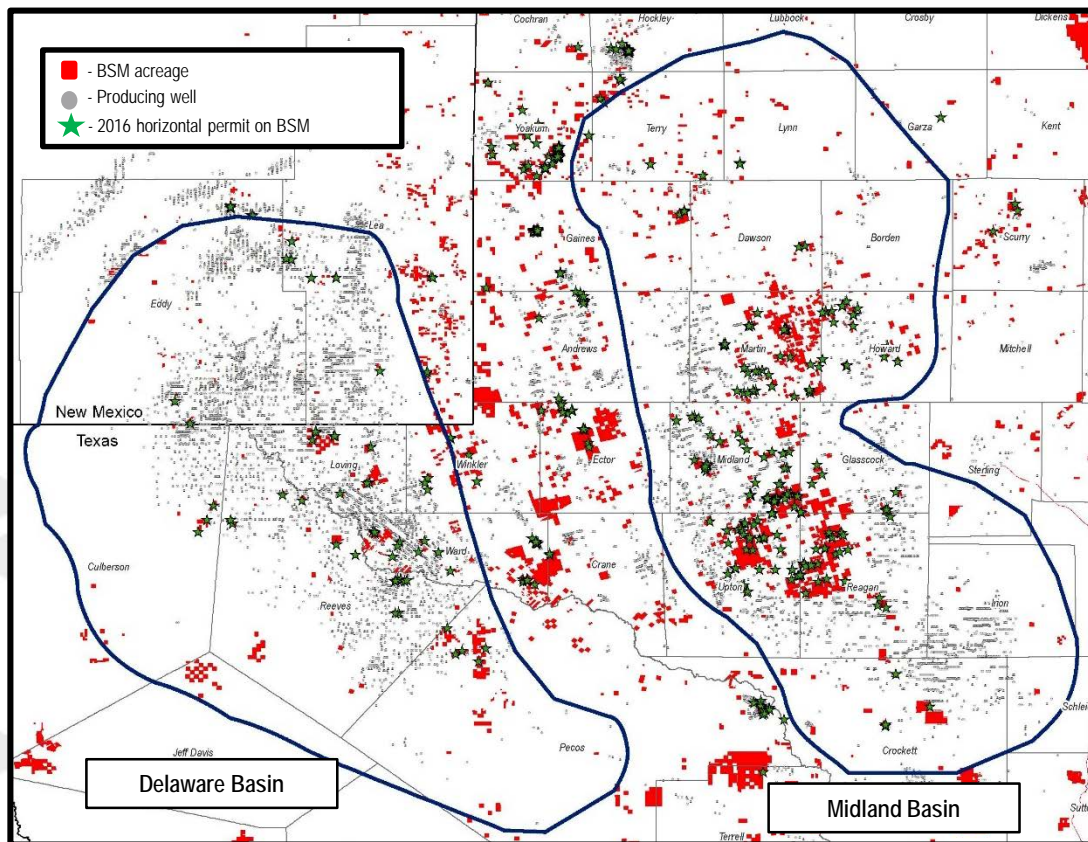 Cochran
Hockley
Lubbock
Crosby
Dickens
- BSM acreage
- Producing well
- 2016 horizontal permit on BSM
Yoakum
Terry
Lynn
Garza
Kent
Lea
Gaines
Dawson
Borden
Scurry
Eddy
Andrews
Martin
Howard
Mitchell
New Mexico
Texas
Loving
Winkler
Ector
Midland
Glasscock
Sterling
Culberson
Ward
Crane
Reeves
Upton
Reagan
Irion
Schlei
Jeff Davis
Pecos
Crockett
Delaware Basin
Midland Basin
Terrell
Sutto